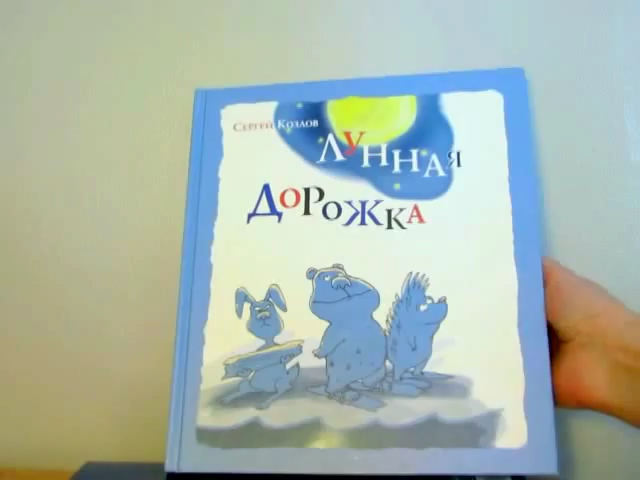 Сергей Козлов
Лунная
дорожка